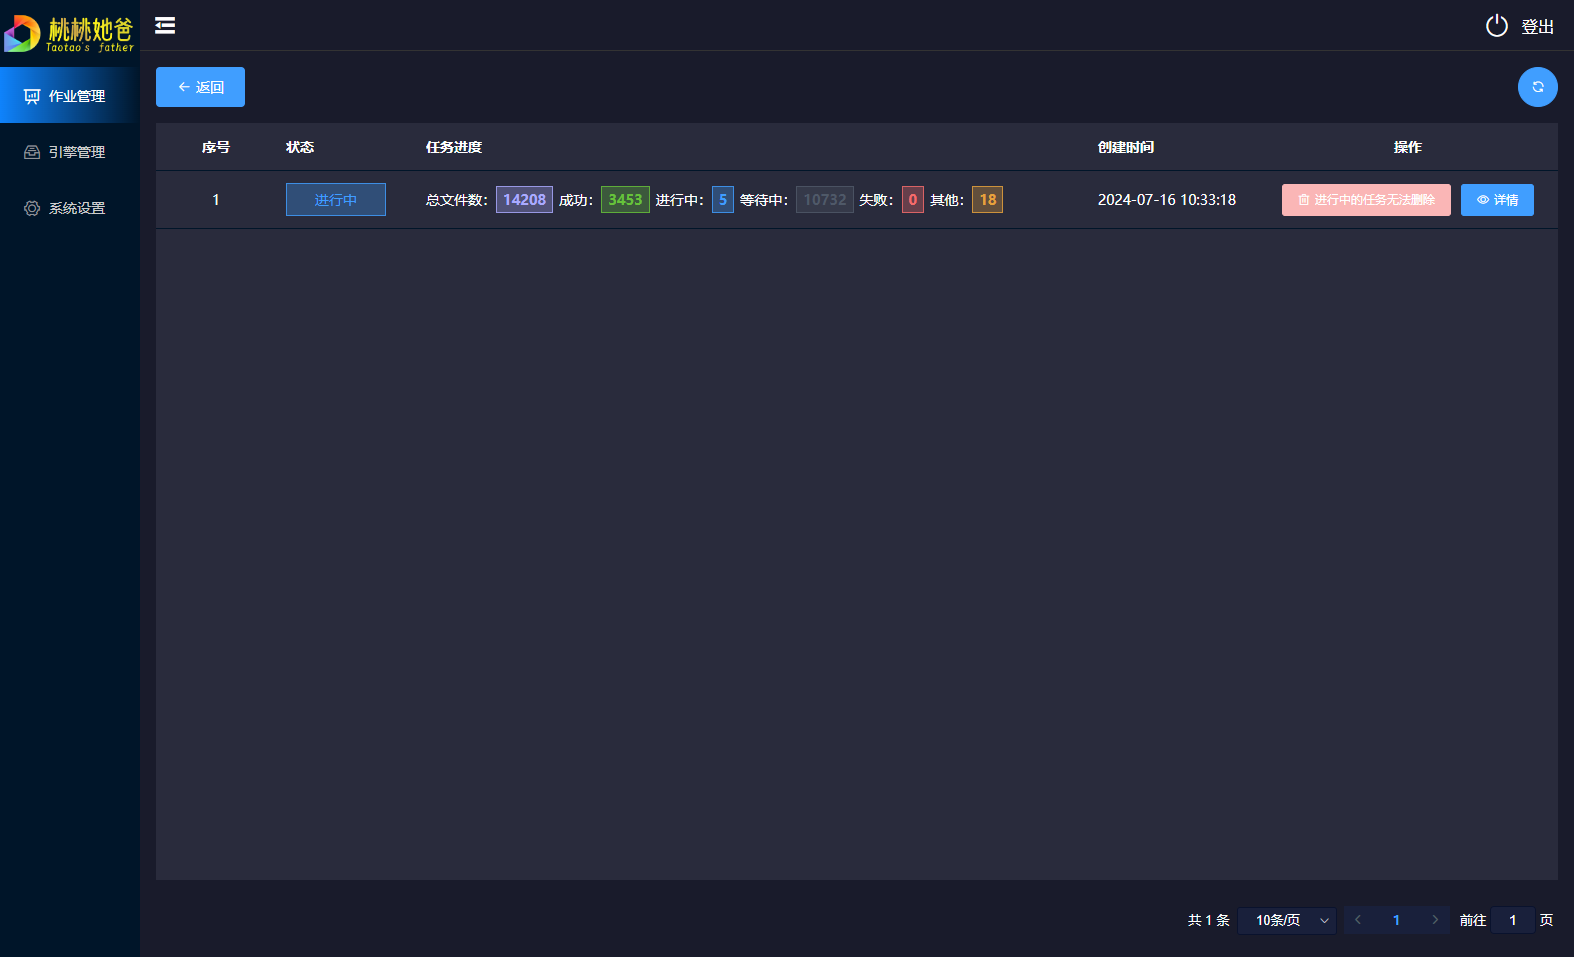 桃桃她爸
Taotao's father
登出
作业管理
引擎管理
系统设置
返回
序号 状态 任务进度 创建时间 操作
1 进行中 总文件数: 14208 成功: 3453 进行中: 5 等待中: 10732 失败: 0 其他: 18 2024-07-16 10:33:18 进行中的任务无法删除 详情
共 1 条 10条/页 1 前往 1 页